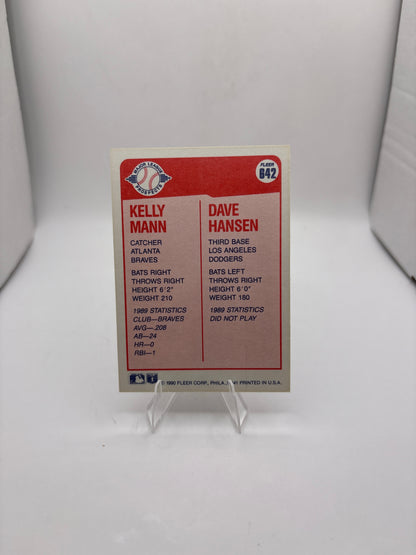 MAJOR LEAGUE
PROSPECTS
FLEER
642
KELLY
MANN
CATCHER
ATLANTA
BRAVES
BATS RIGHT
THROWS RIGHT
HEIGHT 6'2"
WEIGHT 210
1989 STATISTICS
CLUB—BRAVES
AVG—.208
AB—24
HR—0
RBI—1
DAVE
HANSEN
THIRD BASE
LOS ANGELES
DODGERS
BATS LEFT
THROWS RIGHT
HEIGHT 6'0"
WEIGHT 180
1989 STATISTICS
DID NOT PLAY
© 1990 FLEER CORP., PHILA., PRINTED IN U.S.A.